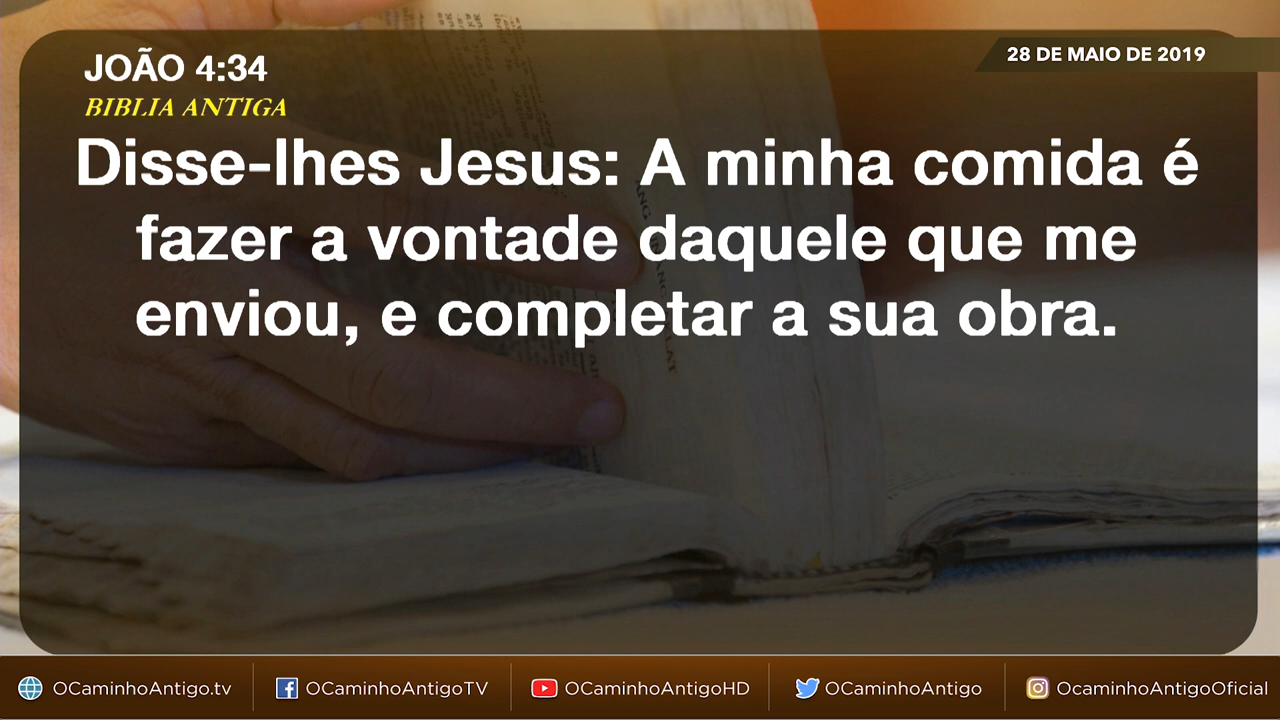 JOÃO 4:34
28 DE MAIO DE 2019
BIBLIA ANTIGA
Disse-lhes Jesus: A minha comida é
fazer a vontade daquele que me
enviou, e completar a sua obra.
OCaminhoAntigo.tv
OCaminhoAntigoTV
OCaminhoAntigoHD
OCaminhoAntigo
OcaminhoAntigoOficial